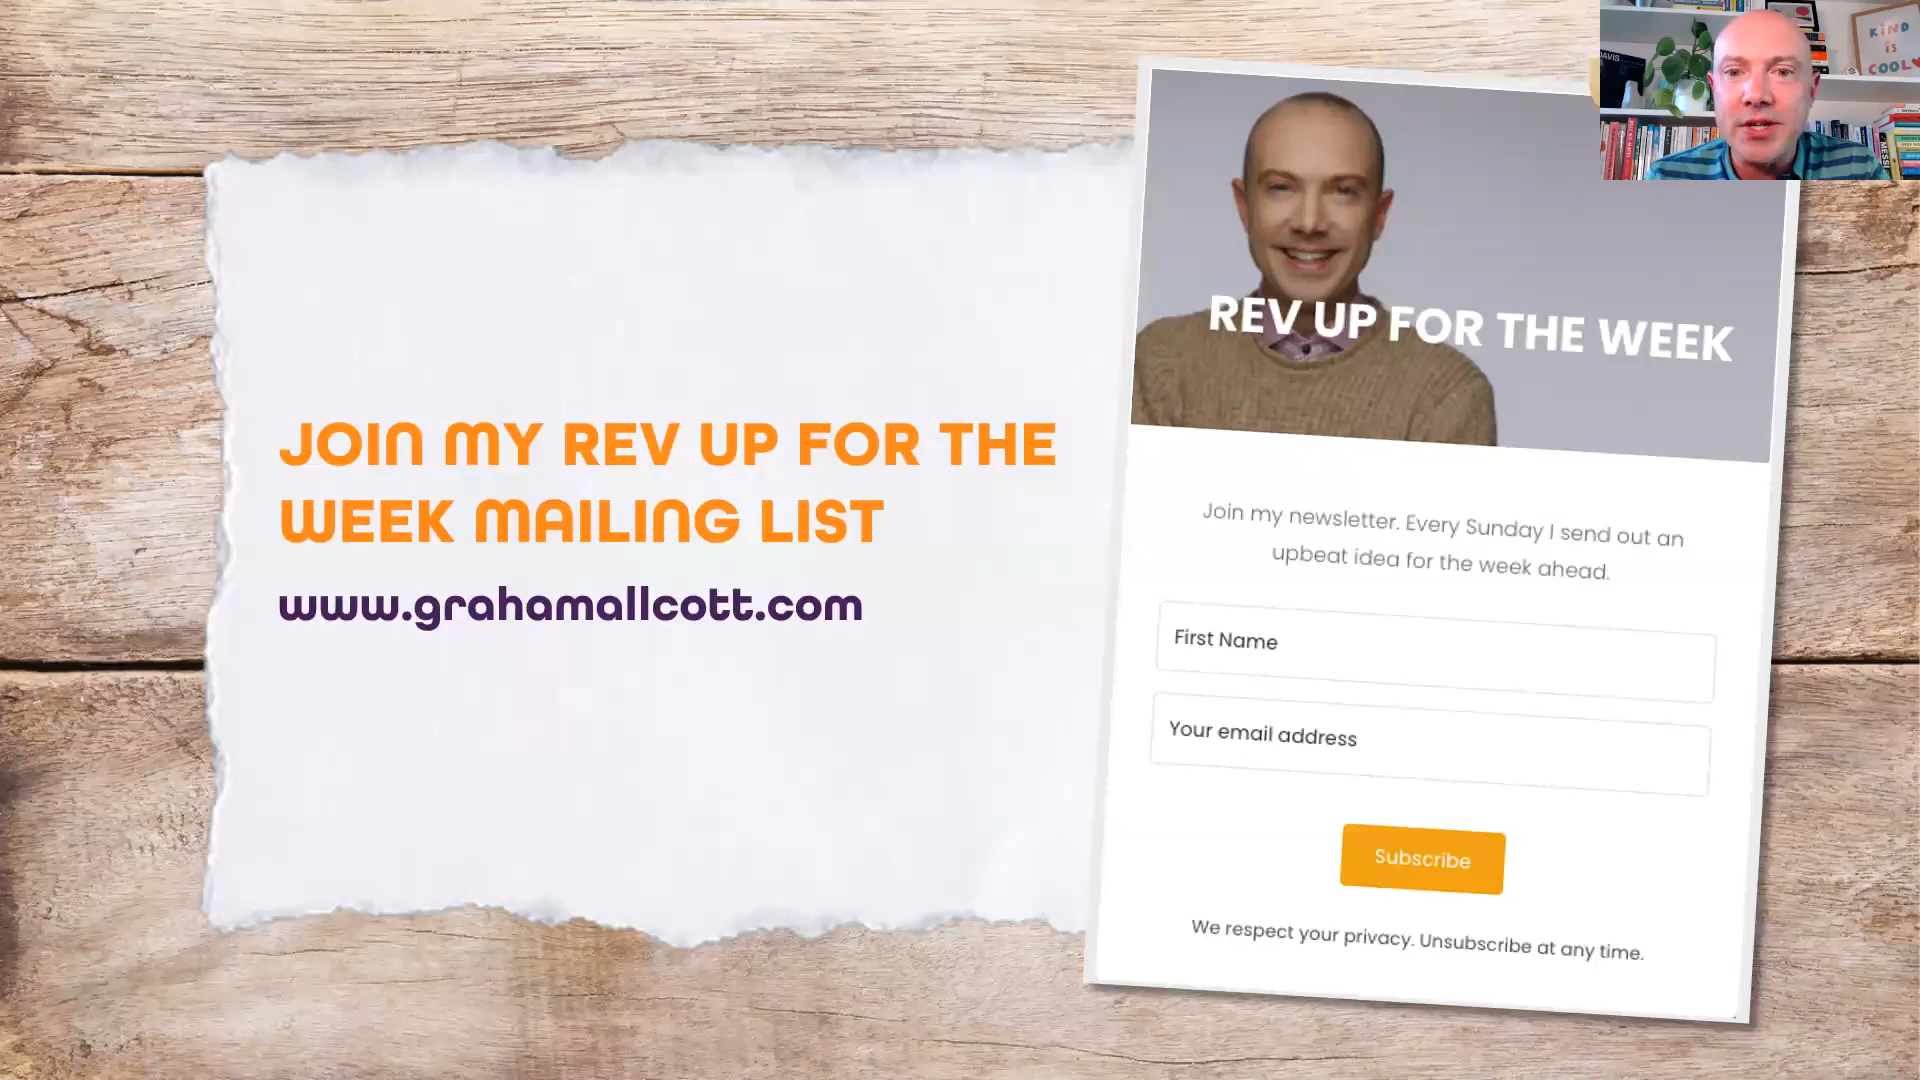 JOIN MY REV UP FOR THE
WEEK MAILING LIST
www.grahamallcott.com
REV UP FOR THE WEEK
Join my newsletter. Every Sunday I send out an
upbeat idea for the week ahead.
First Name
Your email address
Subscribe
We respect your privacy. Unsubscribe at any time.
KIND
IS
COOL
DAVIS
MESSI